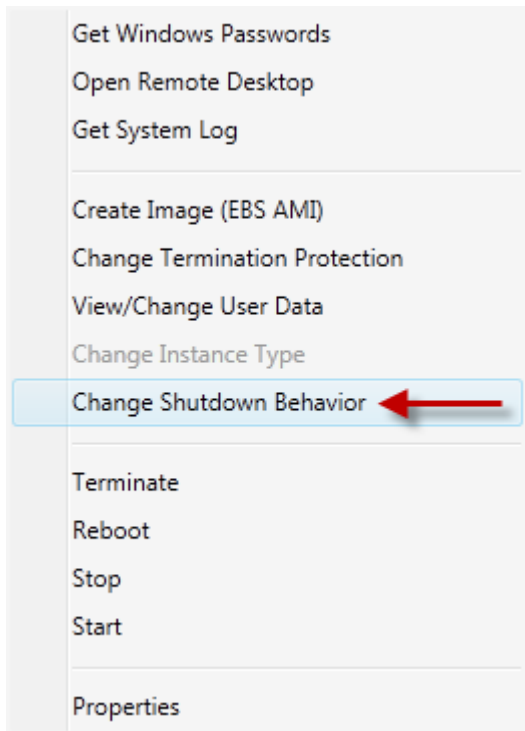 Get Windows Passwords
Open Remote Desktop
Get System Log
Create Image (EBS AMI)
Change Termination Protection
View/Change User Data
Change Instance Type
Change Shutdown Behavior
Terminate
Reboot
Stop
Start
Properties